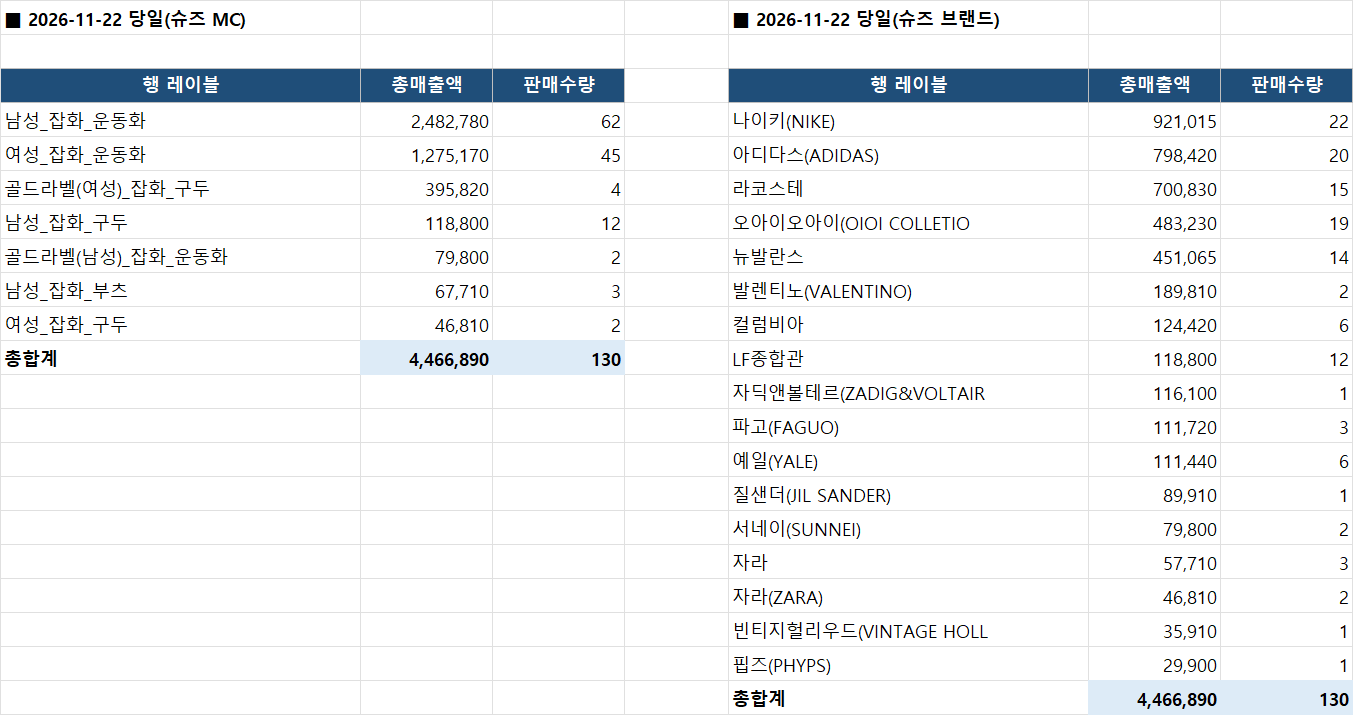 ■ 2026-11-22 당일(슈즈 MC)
행 레이블 총매출액 판매수량
남성_잡화_운동화 2,482,780 62
여성_잡화_운동화 1,275,170 45
골드라벨(여성)_잡화_구두 395,820 4
남성_잡화_구두 118,800 12
골드라벨(남성)_잡화_운동화 79,800 2
남성_잡화_부츠 67,710 3
여성_잡화_구두 46,810 2
총합계 4,466,890 130
■ 2026-11-22 당일(슈즈 브랜드)
행 레이블 총매출액 판매수량
나이키(NIKE) 921,015 22
아디다스(ADIDAS) 798,420 20
라코스테 700,830 15
오아이오아이(OIOI COLLETIO 483,230 19
뉴발란스 451,065 14
발렌티노(VALENTINO) 189,810 2
컬럼비아 124,420 6
LF종합관 118,800 12
자딕앤볼테르(ZADIG&VOLTAIR 116,100 1
파고(FAGUO) 111,720 3
예일(YALE) 111,440 6
질샌더(JIL SANDER) 89,910 1
서네이(SUNNEI) 79,800 2
자라 57,710 3
자라(ZARA) 46,810 2
빈티지헐리우드(VINTAGE HOLL 35,910 1
핍즈(PHYPS) 29,900 1
총합계 4,466,890 130